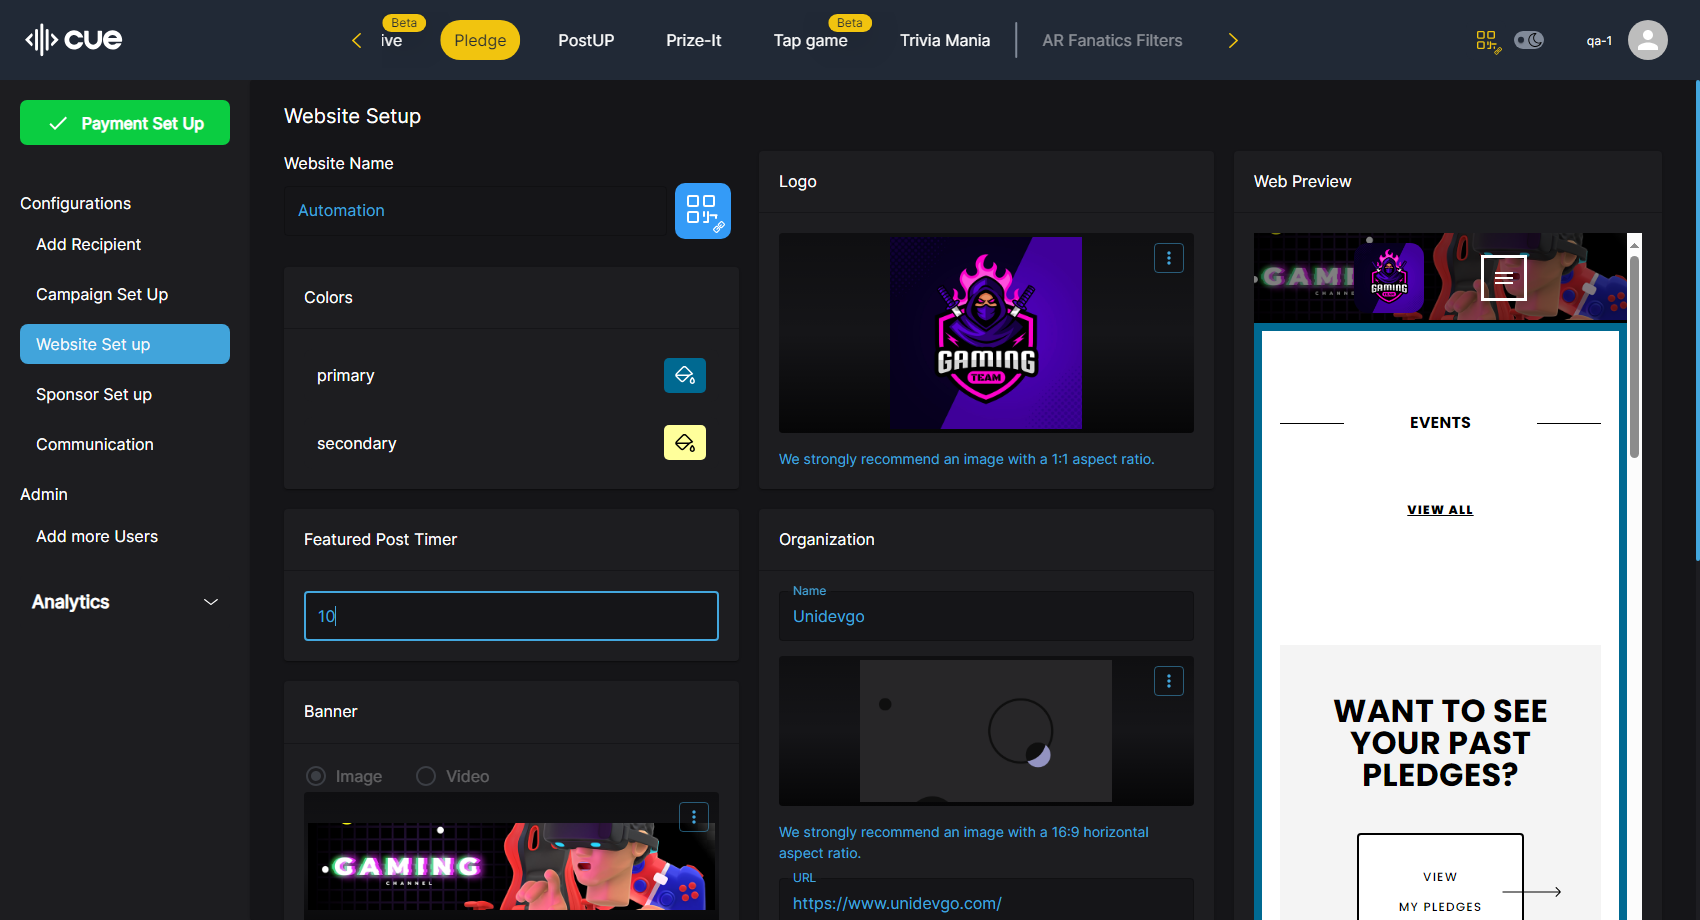 cue
Beta
ive
Pledge
PostUP
Prize-It
Beta
Tap game
Trivia Mania
AR Fanatics Filters
qa-1
Payment Set Up
Configurations
Add Recipient
Campaign Set Up
Website Set up
Sponsor Set up
Communication
Admin
Add more Users
Analytics
Website Setup
Website Name
Automation
Colors
primary
secondary
Featured Post Timer
10
Banner
Image
Video
GAMING
CHANNEL
Logo
GAMING
TEAM
We strongly recommend an image with a 1:1 aspect ratio.
Organization
Name
Unidevgo
We strongly recommend an image with a 16:9 horizontal
aspect ratio.
URL
https://www.unidevgo.com/
Web Preview
GAMI
CHANN
GAMING
TEAM
EVENTS
VIEW ALL
WANT TO SEE
YOUR PAST
PLEDGES?
VIEW
MY PLEDGES